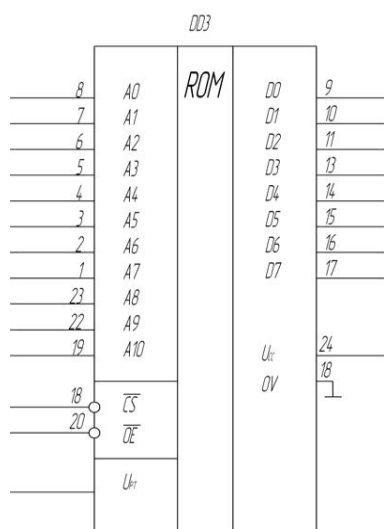 DD3
8 A0 ROM D0 9
7 A1 D1 10
6 A2 D2 11
5 A3 D3 13
4 A4 D4 14
3 A5 D5 15
2 A6 D6 16
1 A7 D7 17
23 A8
22 A9
19 A10 Ucc 24
0V 18
18 CS
20 OE
UPT